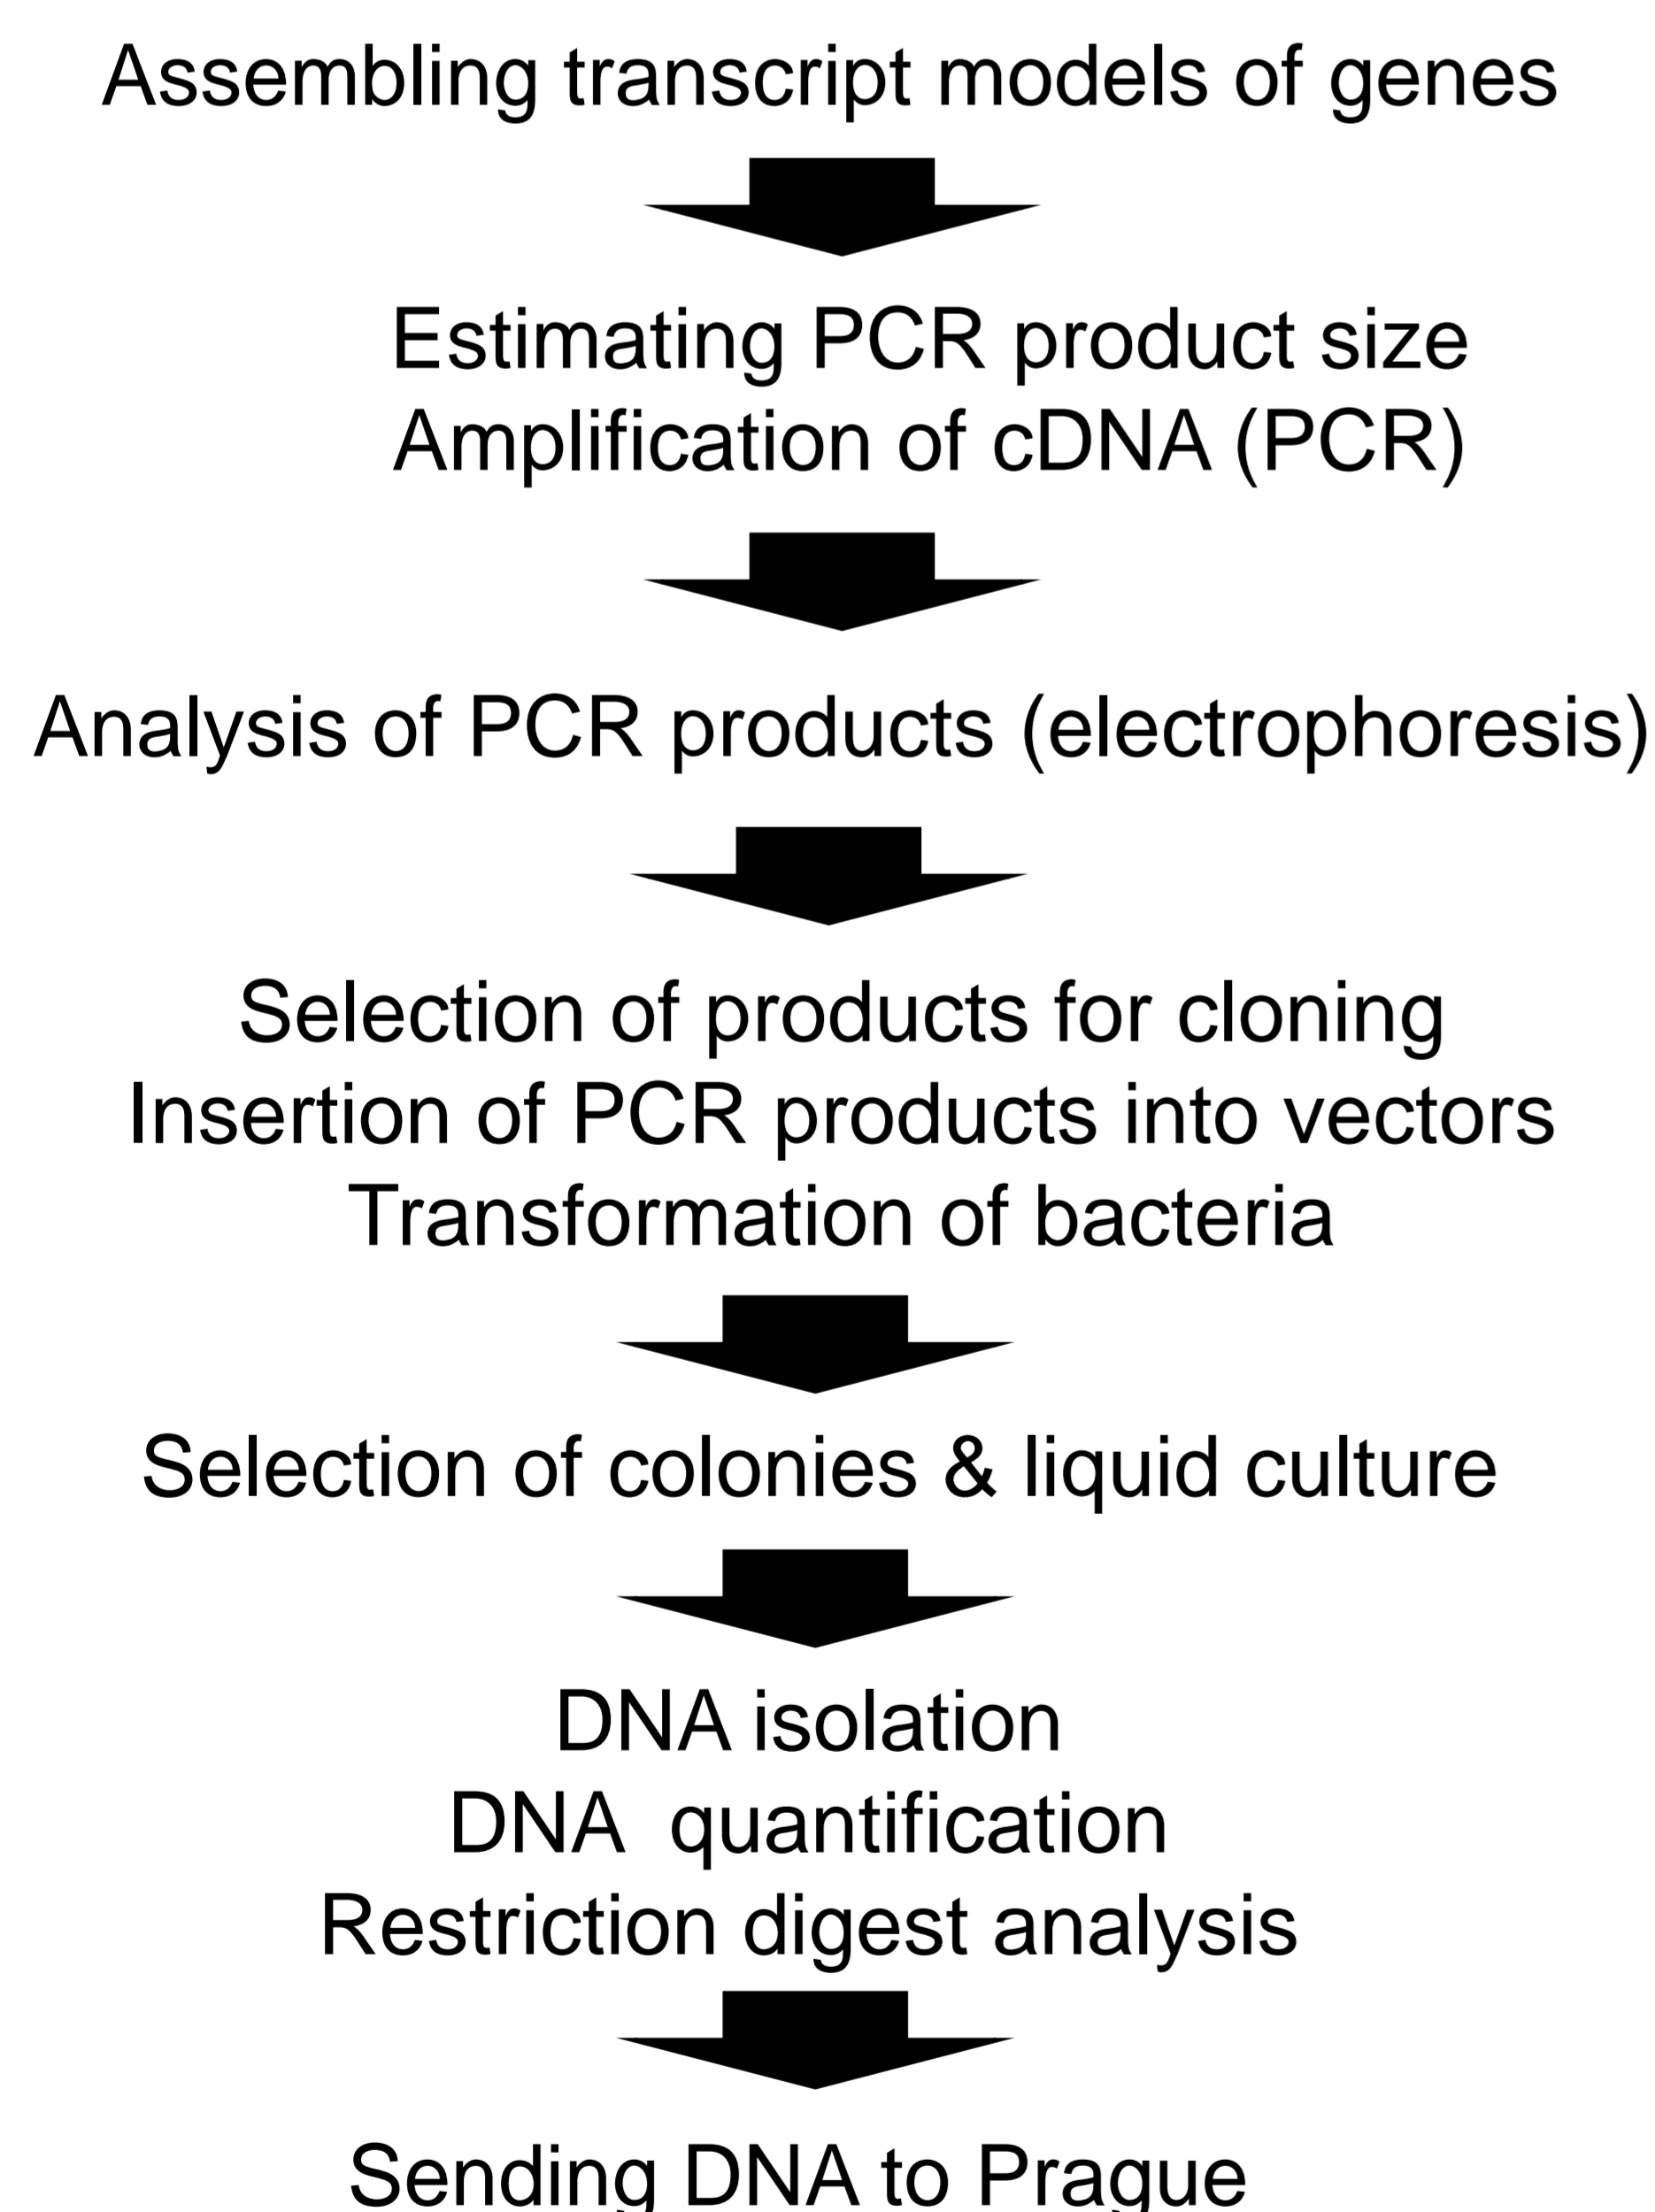 Assembling transcript models of genes
Estimating PCR product size
Amplification of cDNA (PCR)
Analysis of PCR products (electrophoresis)
Selection of products for cloning
Insertion of PCR products into vectors
Transformation of bacteria
Selection of colonies & liquid culture
DNA isolation
DNA quantification
Restriction digest analysis
Sending DNA to Prague